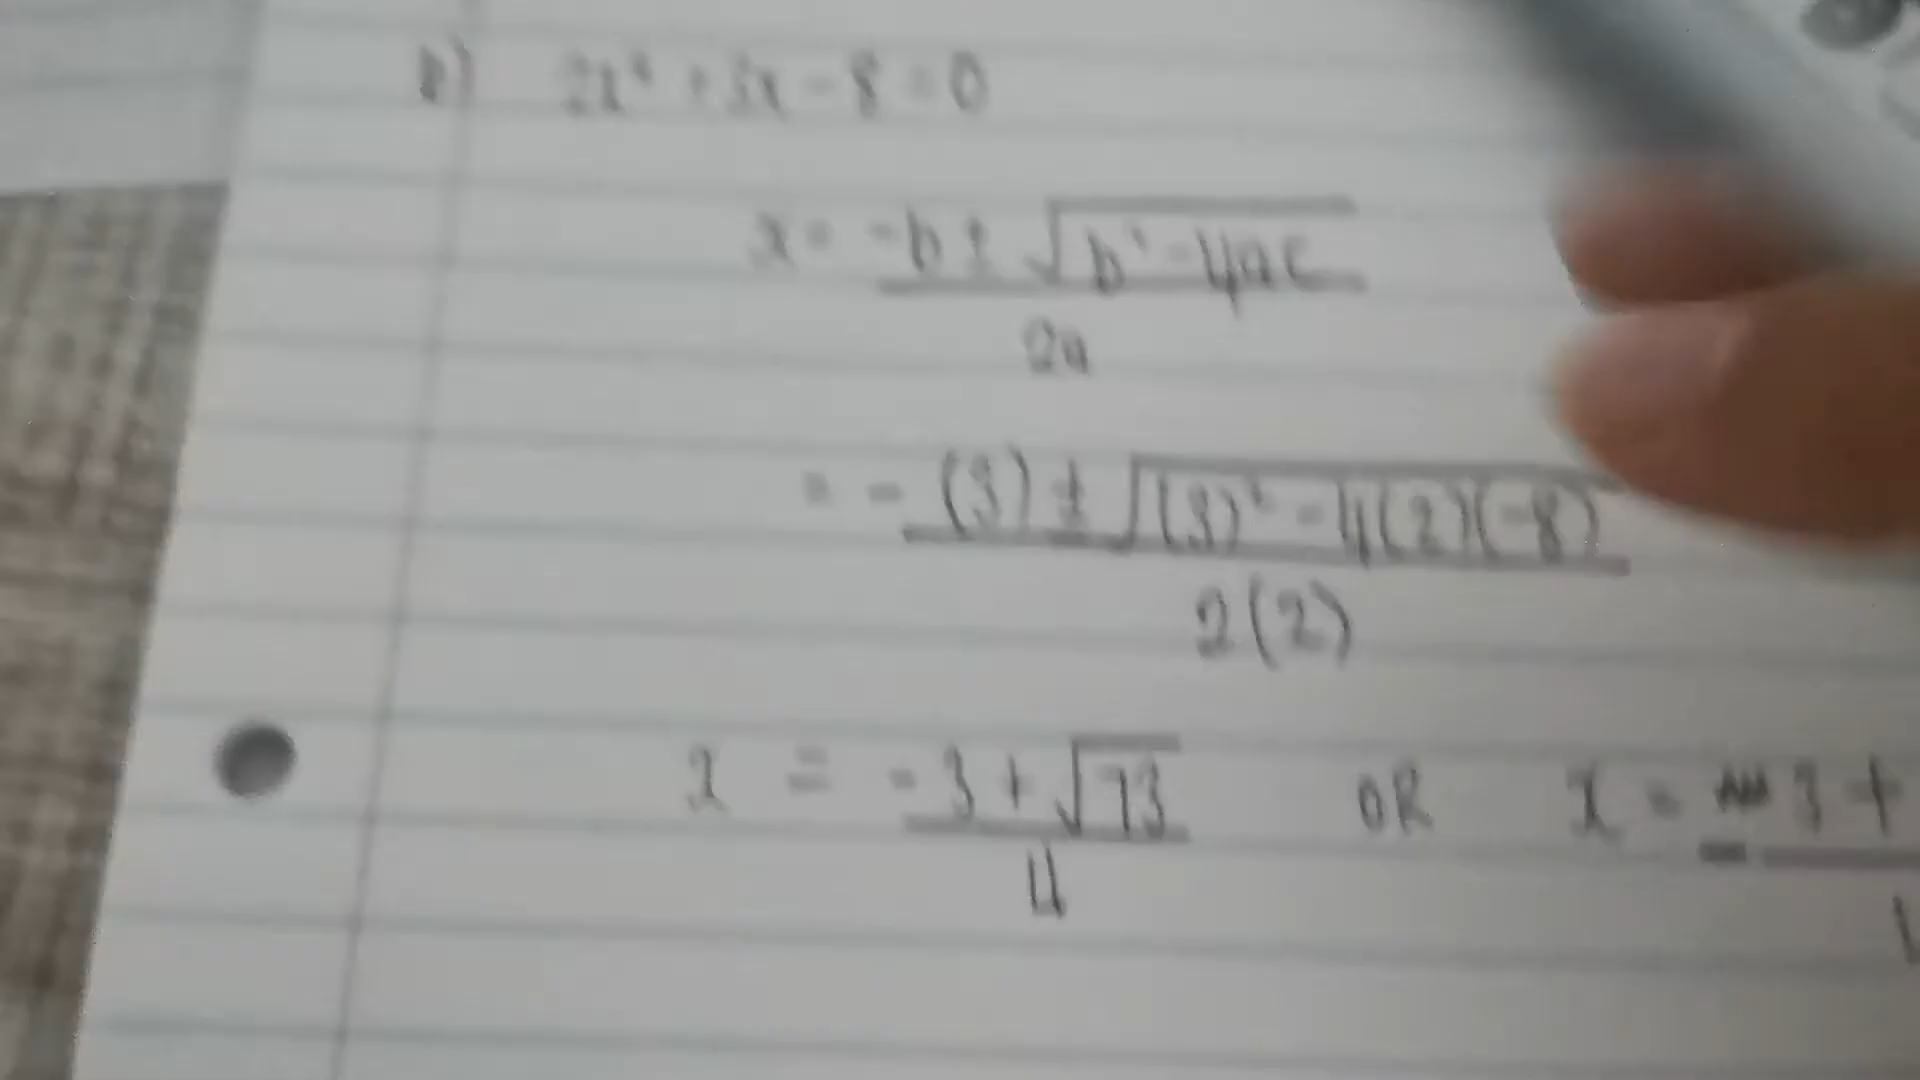 b) 2x² + 3x - 8 = 0
x = -b ± √b² - 4ac
2a
= - (3) ± √(3)² - 4(2)(-8)
2(2)
x = -3 + √73 OR x = 3 +
4